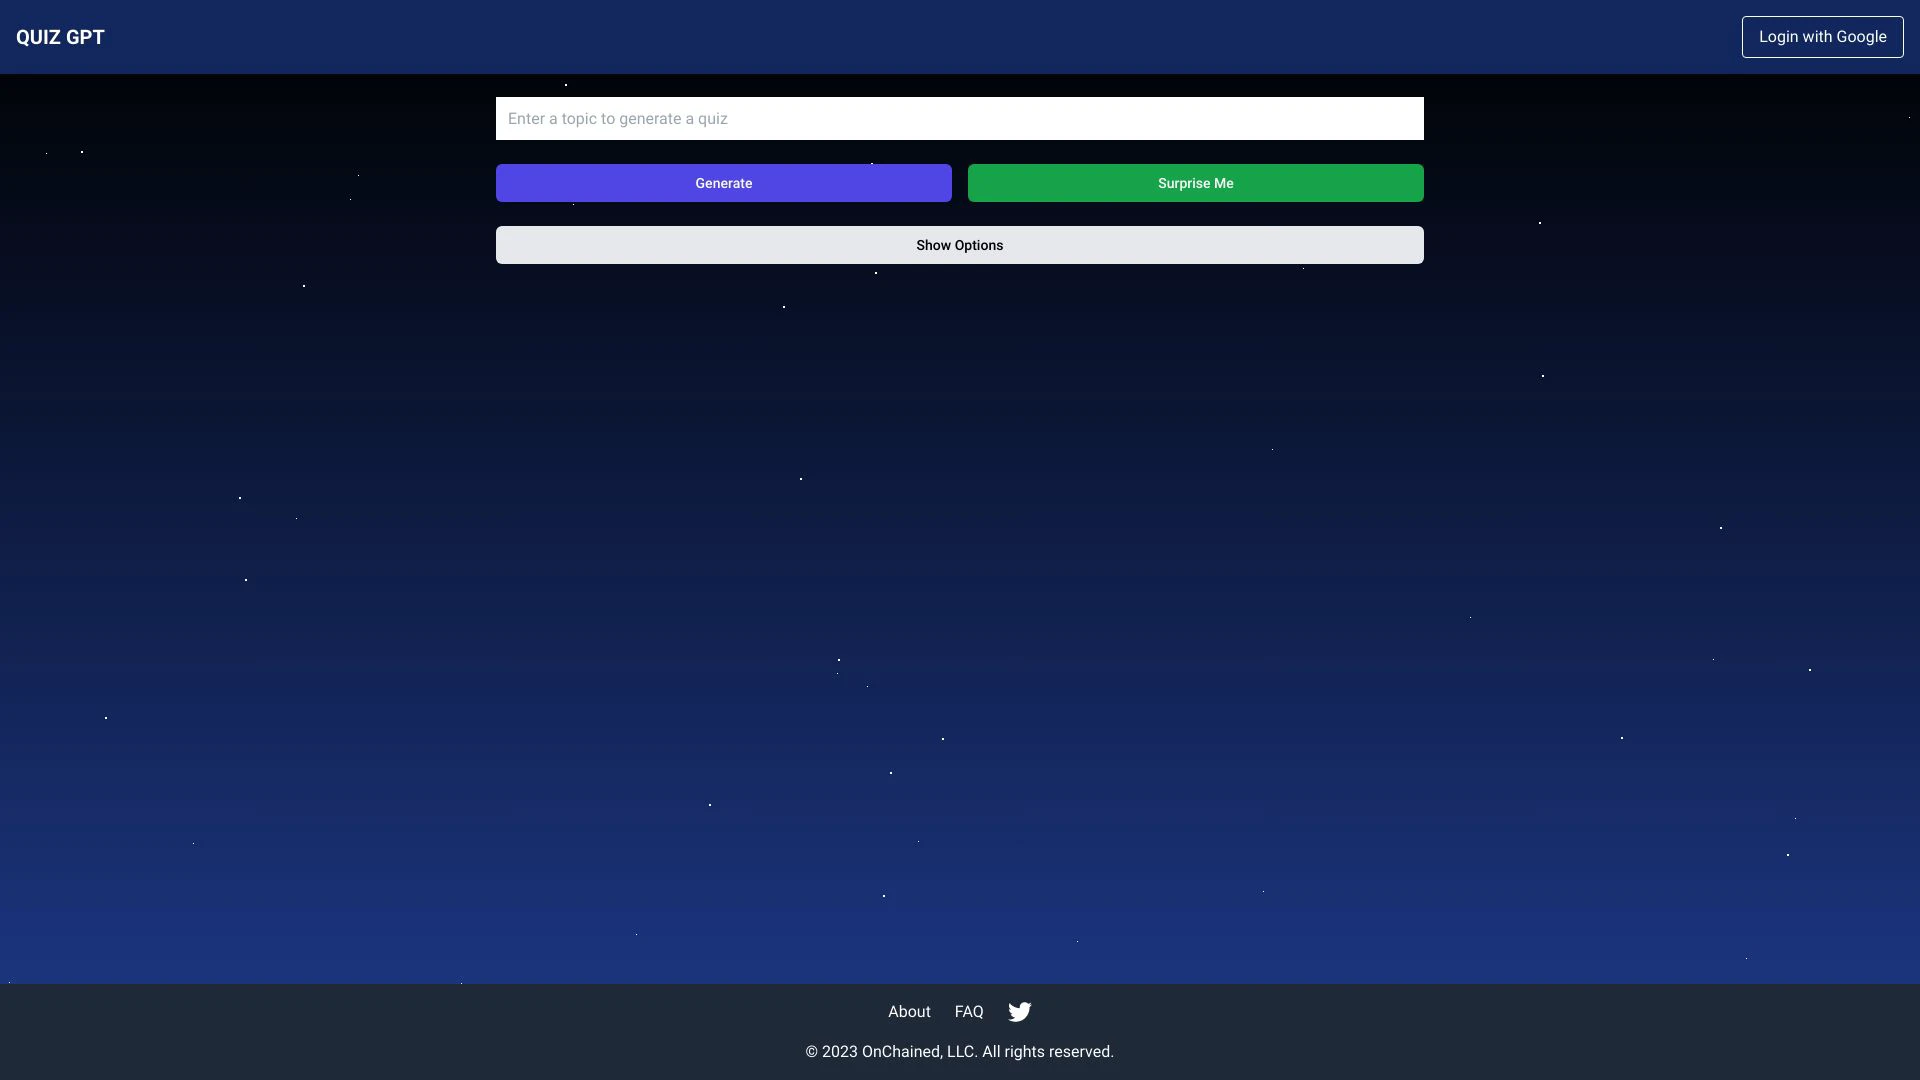 QUIZ GPT
Login with Google
Enter a topic to generate a quiz
Generate
Surprise Me
Show Options
About
FAQ
© 2023 OnChained, LLC. All rights reserved.